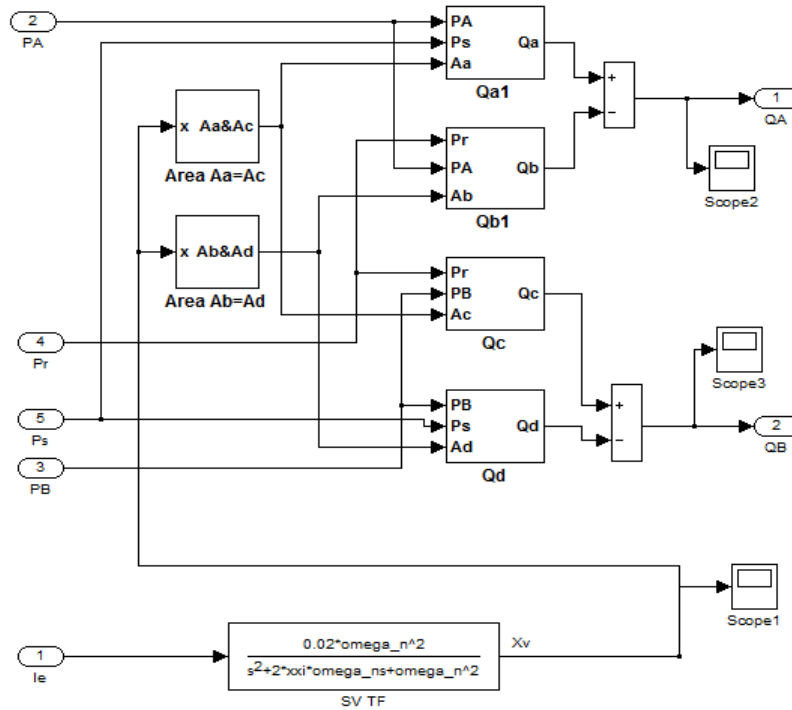 2
PA
PA
Ps
Aa
Qa
Qa1
+
−
1
QA
x Aa&Ac
Area Aa=Ac
Pr
PA
Ab
Qb
Qb1
Scope2
x Ab&Ad
Area Ab=Ad
Pr
PB
Ac
Qc
Qc
4
Pr
Scope3
5
Ps
PB
Ps
Ad
Qd
Qd
+
−
2
QB
3
PB
Scope1
1
Ie
0.02*omega_n^2
s^2+2*xxi*omega_ns+omega_n^2
SV TF
Xv